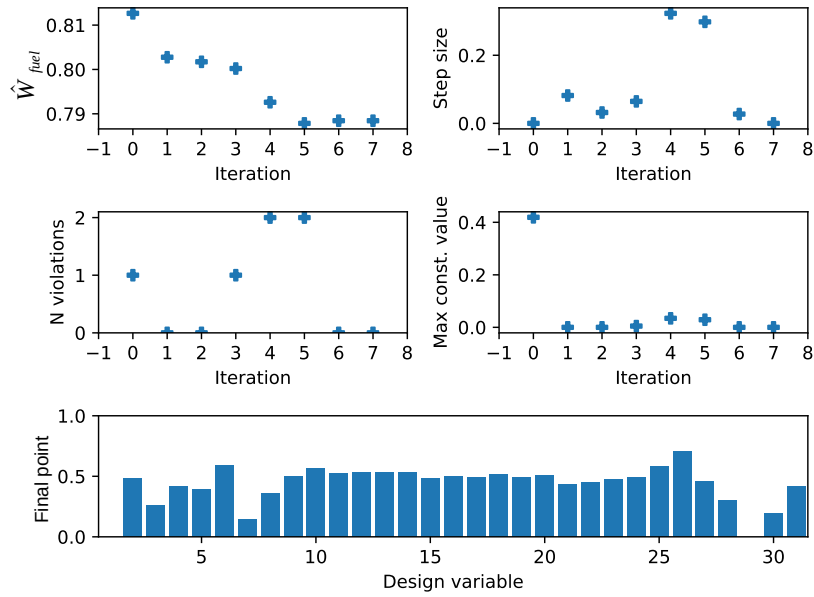 0.81
0.80
0.79
Ŵ fuel
−1 0 1 2 3 4 5 6 7 8
Iteration
0.2
0.0
Step size
−1 0 1 2 3 4 5 6 7 8
Iteration
2
1
0
N violations
−1 0 1 2 3 4 5 6 7 8
Iteration
0.4
0.2
0.0
Max const. value
−1 0 1 2 3 4 5 6 7 8
Iteration
1.0
0.5
0.0
Final point
5 10 15 20 25 30
Design variable